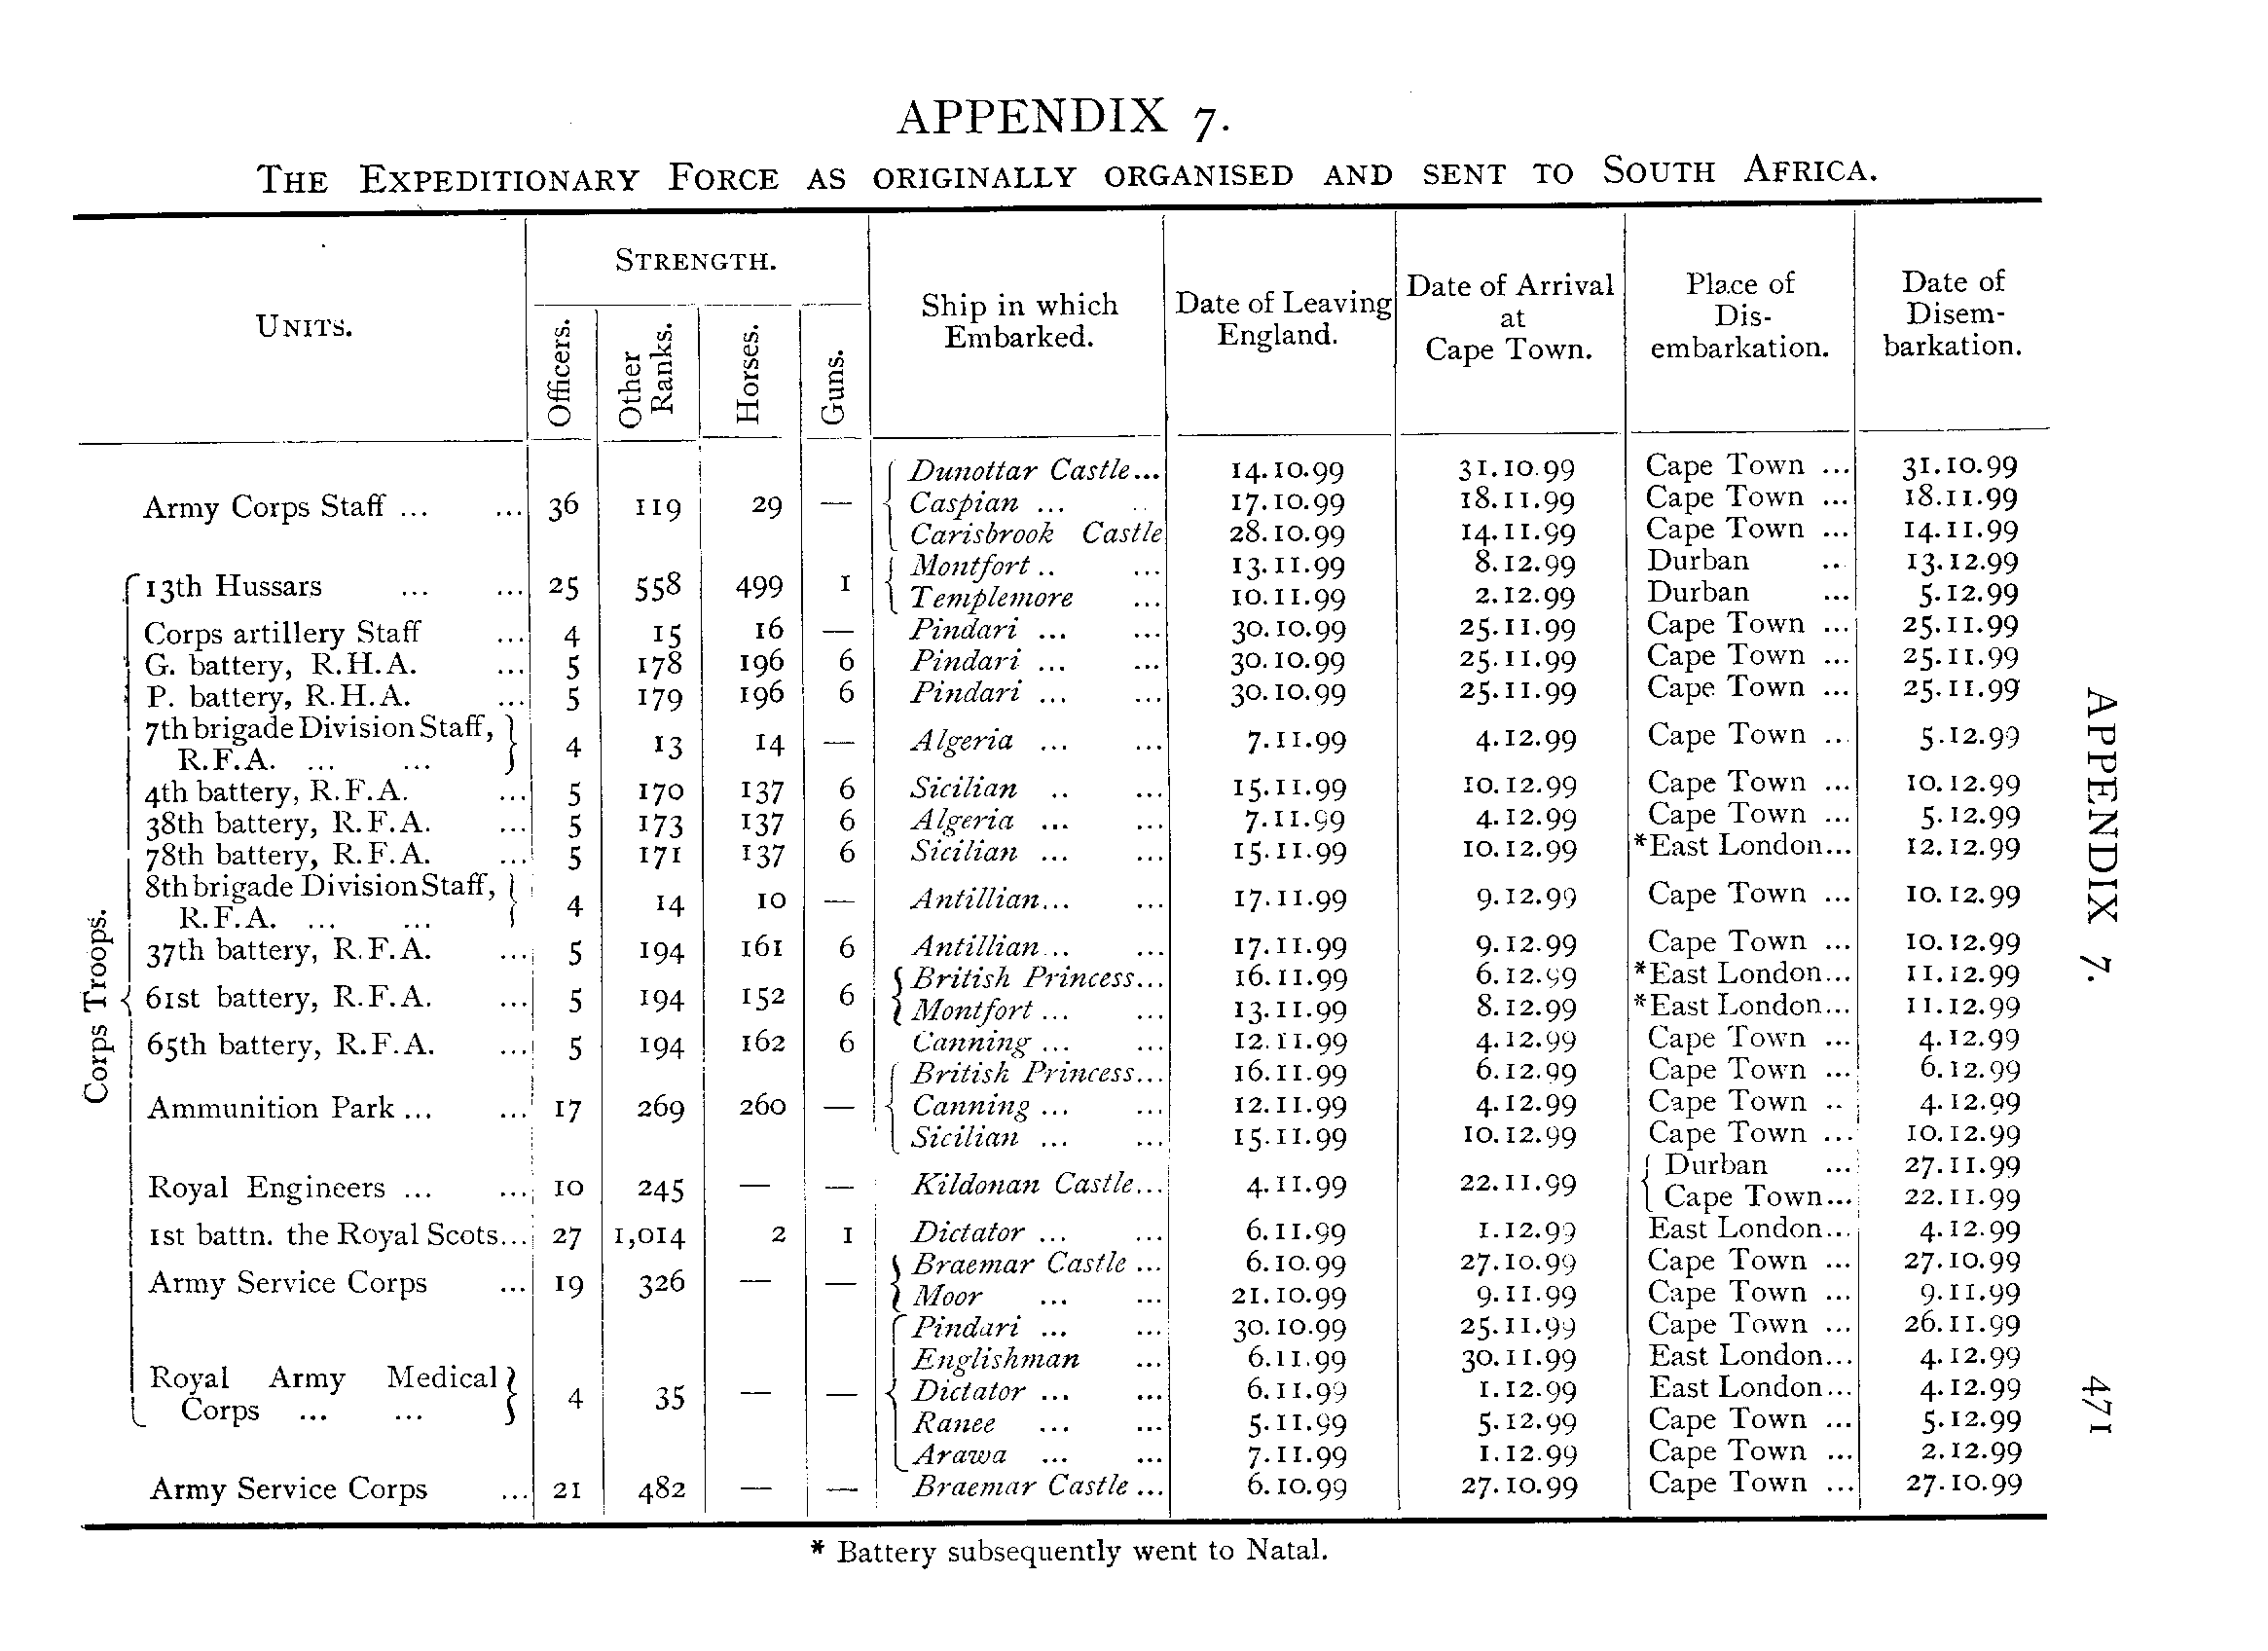 APPENDIX 7.
THE EXPEDITIONARY FORCE AS ORIGINALLY ORGANISED AND SENT TO SOUTH AFRICA.
UNITS. STRENGTH. Officers. Other Ranks. Horses. Guns. Ship in which Embarked. Date of Leaving England. Date of Arrival at Cape Town. Place of Dis-embarkation. Date of Disem-barkation.
Dunottar Castle... 14.10.99 31.10.99 Cape Town ... 31.10.99
Army Corps Staff ... ... 36 119 29 — Caspian ... .. 17.10.99 18.11.99 Cape Town ... 18.11.99
Carisbrook Castle 28.10.99 14.11.99 Cape Town ... 14.11.99
Corps Troops.
13th Hussars ... ... 25 558 499 1 Montfort .. ... 13.11.99 8.12.99 Durban .. 13.12.99
Templemore ... 10.11.99 2.12.99 Durban ... 5.12.99
Corps artillery Staff ... 4 15 16 — Pindari ... ... 30.10.99 25.11.99 Cape Town ... 25.11.99
G. battery, R.H.A. ... 5 178 196 6 Pindari ... ... 30.10.99 25.11.99 Cape Town ... 25.11.99
P. battery, R.H.A. ... 5 179 196 6 Pindari ... ... 30.10.99 25.11.99 Cape Town ... 25.11.99
7th brigade Division Staff,
R.F.A. ... ... 4 13 14 — Algeria ... ... 7.11.99 4.12.99 Cape Town ... 5.12.99
4th battery, R.F.A. ... 5 170 137 6 Sicilian .. ... 15.11.99 10.12.99 Cape Town ... 10.12.99
38th battery, R.F.A. ... 5 173 137 6 Algeria ... ... 7.11.99 4.12.99 Cape Town ... 5.12.99
78th battery, R.F.A. ... 5 171 137 6 Sicilian ... ... 15.11.99 10.12.99 *East London... 12.12.99
8th brigade Division Staff,
R.F.A. ... ... 4 14 10 — Antillian... ... 17.11.99 9.12.99 Cape Town ... 10.12.99
37th battery, R.F.A. ... 5 194 161 6 Antillian... ... 17.11.99 9.12.99 Cape Town ... 10.12.99
61st battery, R.F.A. ... 5 194 152 6 British Princess... 16.11.99 6.12.99 *East London... 11.12.99
Montfort ... ... 13.11.99 8.12.99 *East London... 11.12.99
65th battery, R.F.A. ... 5 194 162 6 Canning ... ... 12.11.99 4.12.99 Cape Town ... 4.12.99
British Princess... 16.11.99 6.12.99 Cape Town ... 6.12.99
Ammunition Park ... ... 17 269 260 — Canning ... ... 12.11.99 4.12.99 Cape Town .. 4.12.99
Sicilian ... ... 15.11.99 10.12.99 Cape Town ... 10.12.99
Royal Engineers ... ... 10 245 — — Kildonan Castle... 4.11.99 22.11.99 Durban ... 27.11.99
Cape Town... 22.11.99
1st battn. the Royal Scots... 27 1,014 2 1 Dictator ... ... 6.11.99 1.12.99 East London... 4.12.99
Army Service Corps ... 19 326 — — Braemar Castle ... 6.10.99 27.10.99 Cape Town ... 27.10.99
Moor ... ... 21.10.99 9.11.99 Cape Town ... 9.11.99
Pindari ... ... 30.10.99 25.11.99 Cape Town ... 26.11.99
Englishman ... 6.11.99 30.11.99 East London... 4.12.99
Royal Army Medical
Corps ... ... 4 35 — — Dictator ... ... 6.11.99 1.12.99 East London... 4.12.99
Ranee ... ... 5.11.99 5.12.99 Cape Town ... 5.12.99
Arawa ... ... 7.11.99 1.12.99 Cape Town ... 2.12.99
Army Service Corps ... 21 482 — — Braemar Castle ... 6.10.99 27.10.99 Cape Town ... 27.10.99
* Battery subsequently went to Natal.
APPENDIX 7.
471